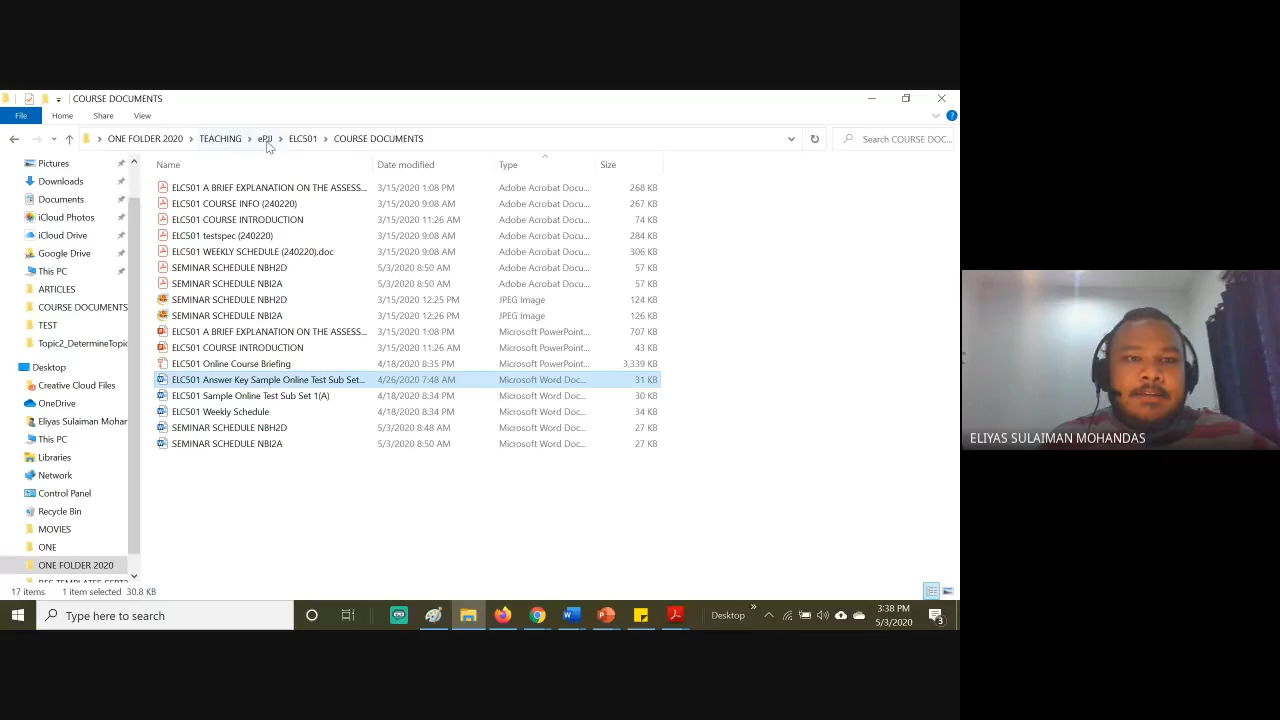 COURSE DOCUMENTS
File Home Share View
ONE FOLDER 2020 TEACHING ePJJ ELC501 COURSE DOCUMENTS
Search COURSE DOC...
Name Date modified Type Size
Pictures
Downloads
Documents
iCloud Photos
iCloud Drive
Google Drive
This PC
ARTICLES
COURSE DOCUMENTS
TEST
Topic2_DetermineTopic
Desktop
Creative Cloud Files
OneDrive
Eliyas Sulaiman Mohan
This PC
Libraries
Network
Control Panel
Recycle Bin
MOVIES
ONE
ONE FOLDER 2020
ELC501 A BRIEF EXPLANATION ON THE ASSESS... 3/15/2020 1:08 PM Adobe Acrobat Docu... 268 KB
ELC501 COURSE INFO (240220) 3/15/2020 9:08 AM Adobe Acrobat Docu... 267 KB
ELC501 COURSE INTRODUCTION 3/15/2020 11:26 AM Adobe Acrobat Docu... 74 KB
ELC501 testspec (240220) 3/15/2020 9:08 AM Adobe Acrobat Docu... 284 KB
ELC501 WEEKLY SCHEDULE (240220).doc 3/15/2020 9:08 AM Adobe Acrobat Docu... 306 KB
SEMINAR SCHEDULE NBH2D 5/3/2020 8:50 AM Adobe Acrobat Docu... 57 KB
SEMINAR SCHEDULE NBI2A 5/3/2020 8:50 AM Adobe Acrobat Docu... 57 KB
SEMINAR SCHEDULE NBH2D 3/15/2020 12:25 PM JPEG Image 124 KB
SEMINAR SCHEDULE NBI2A 3/15/2020 12:26 PM JPEG Image 126 KB
ELC501 A BRIEF EXPLANATION ON THE ASSESS... 3/15/2020 1:08 PM Microsoft PowerPoint... 707 KB
ELC501 COURSE INTRODUCTION 3/15/2020 11:26 AM Microsoft PowerPoint... 43 KB
ELC501 Online Course Briefing 4/18/2020 8:35 PM Microsoft PowerPoint... 3,339 KB
ELC501 Answer Key Sample Online Test Sub Set... 4/26/2020 7:48 AM Microsoft Word Doc... 31 KB
ELC501 Sample Online Test Sub Set 1(A) 4/18/2020 8:34 PM Microsoft Word Doc... 30 KB
ELC501 Weekly Schedule 4/18/2020 8:34 PM Microsoft Word Doc... 34 KB
SEMINAR SCHEDULE NBH2D 5/3/2020 8:48 AM Microsoft Word Doc... 27 KB
SEMINAR SCHEDULE NBI2A 5/3/2020 8:50 AM Microsoft Word Doc... 27 KB
17 items 1 item selected 30.8 KB
Type here to search
Desktop
3:38 PM
5/3/2020
3
ELIYAS SULAIMAN MOHANDAS